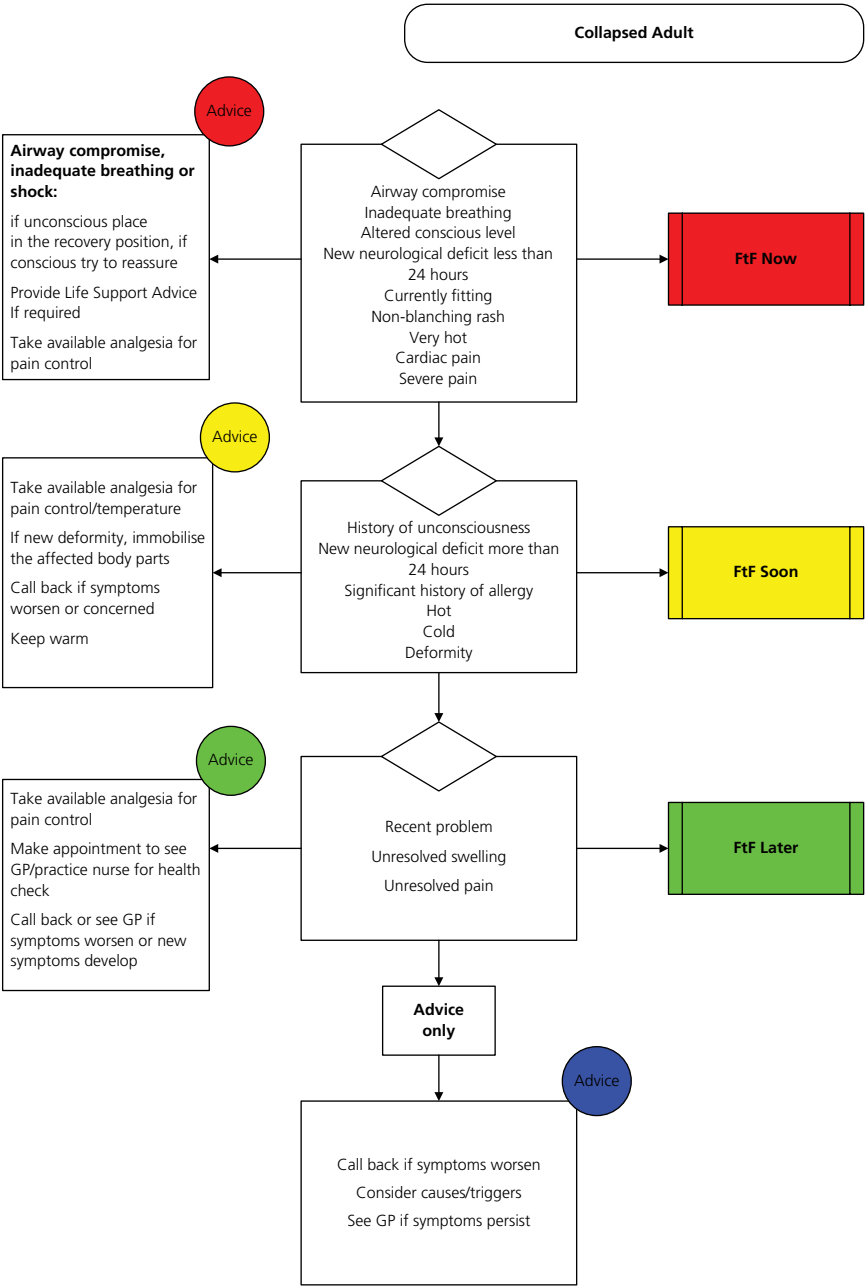 Collapsed Adult
Advice
Airway compromise,
inadequate breathing or
shock:
if unconscious place
in the recovery position, if
conscious try to reassure
Provide Life Support Advice
If required
Take available analgesia for
pain control
Airway compromise
Inadequate breathing
Altered conscious level
New neurological deficit less than
24 hours
Currently fitting
Non-blanching rash
Very hot
Cardiac pain
Severe pain
FtF Now
Advice
Take available analgesia for
pain control/temperature
If new deformity, immobilise
the affected body parts
Call back if symptoms
worsen or concerned
Keep warm
History of unconsciousness
New neurological deficit more than
24 hours
Significant history of allergy
Hot
Cold
Deformity
FtF Soon
Advice
Take available analgesia for
pain control
Make appointment to see
GP/practice nurse for health
check
Call back or see GP if
symptoms worsen or new
symptoms develop
Recent problem
Unresolved swelling
Unresolved pain
FtF Later
Advice
only
Advice
Call back if symptoms worsen
Consider causes/triggers
See GP if symptoms persist